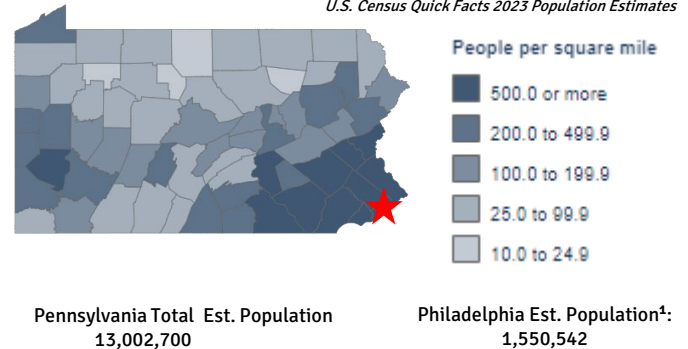 U.S. Census Quick Facts 2023 Population Estimates
People per square mile
500.0 or more
200.0 to 499.9
100.0 to 199.9
25.0 to 99.9
10.0 to 24.9
Pennsylvania Total Est. Population
13,002,700
Philadelphia Est. Population¹:
1,550,542